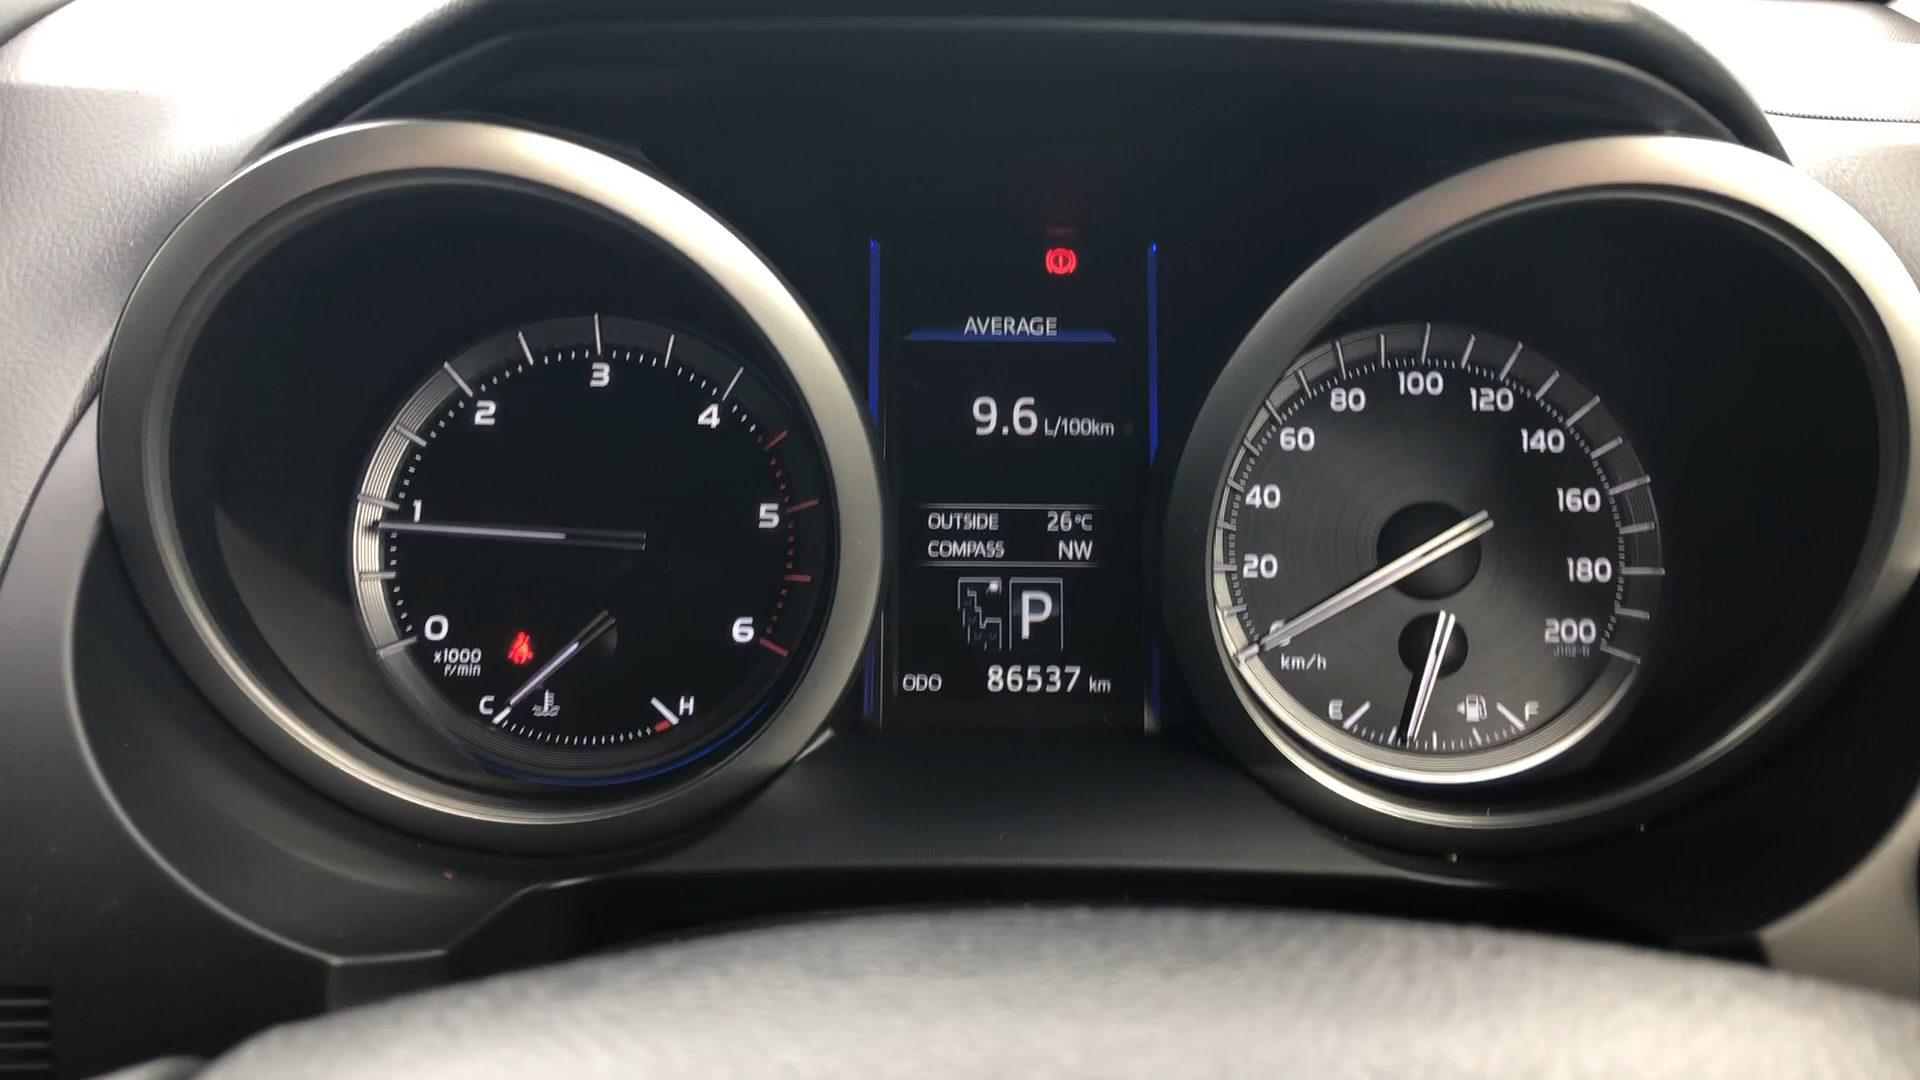 0
1
2
3
4
5
6
x1000
r/min
C
H
AVERAGE
9.6 L/100km
OUTSIDE 26°C
COMPASS NW
P
ODO 86537 km
20
40
60
80
100
120
140
160
180
200
km/h
E
F